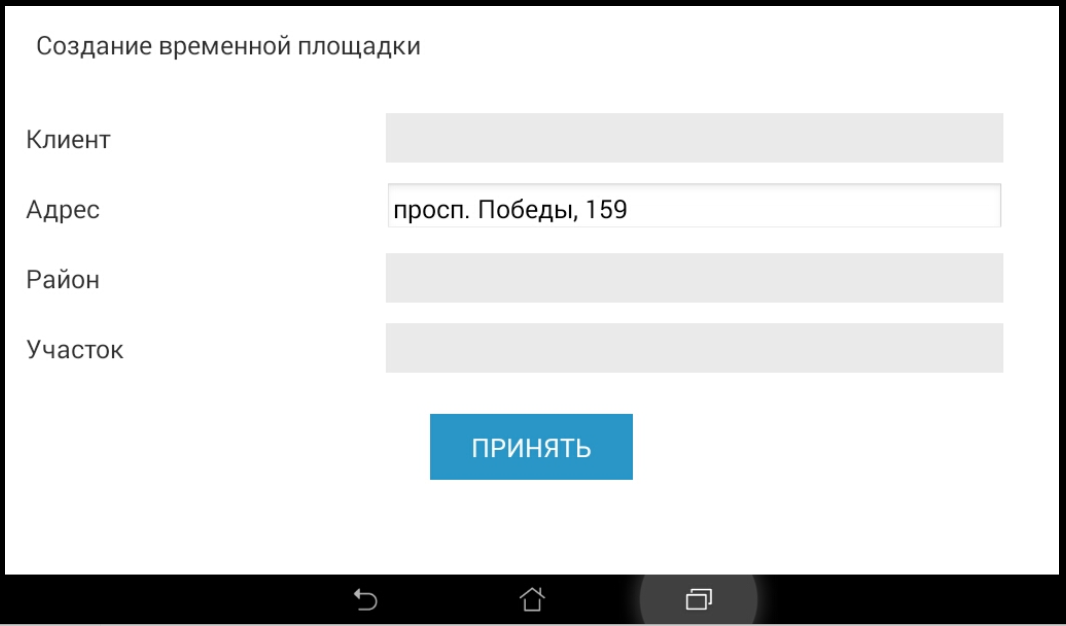 Создание временной площадки
Клиент
Адрес просп. Победы, 159
Район
Участок
ПРИНЯТЬ